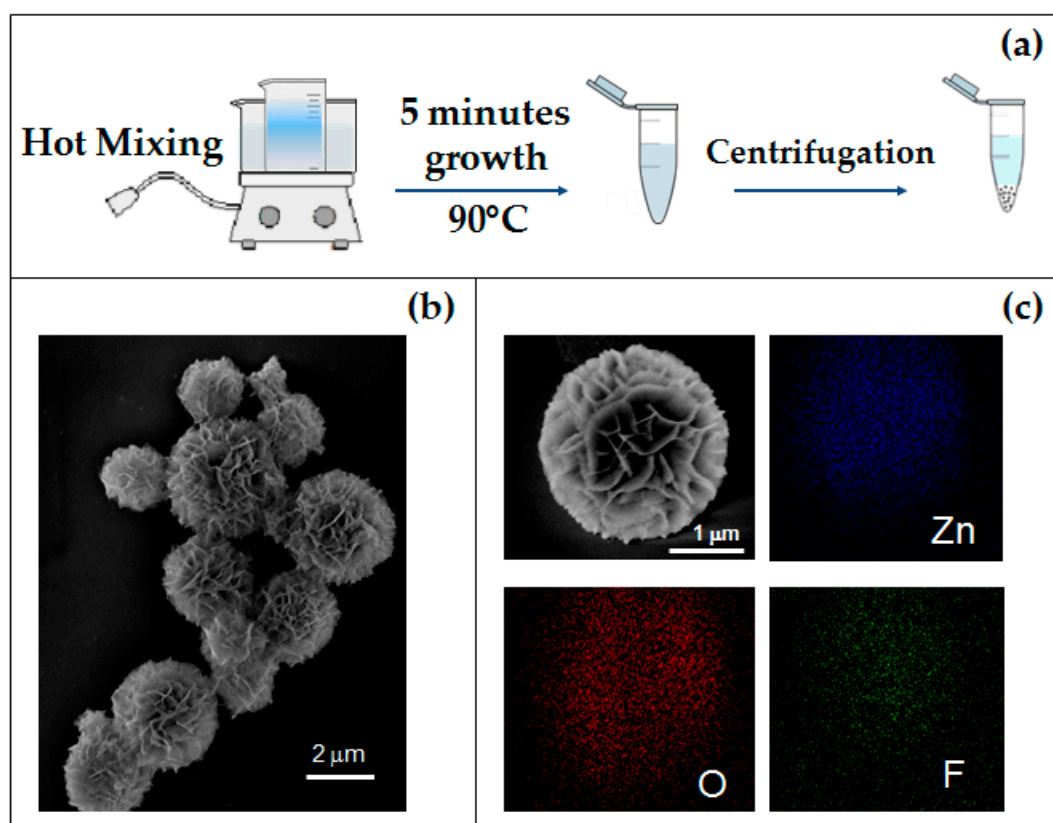 (a)
Hot Mixing
5 minutes
growth
90°C
Centrifugation
(b)
2 μm
(c)
1 μm
Zn
O
F